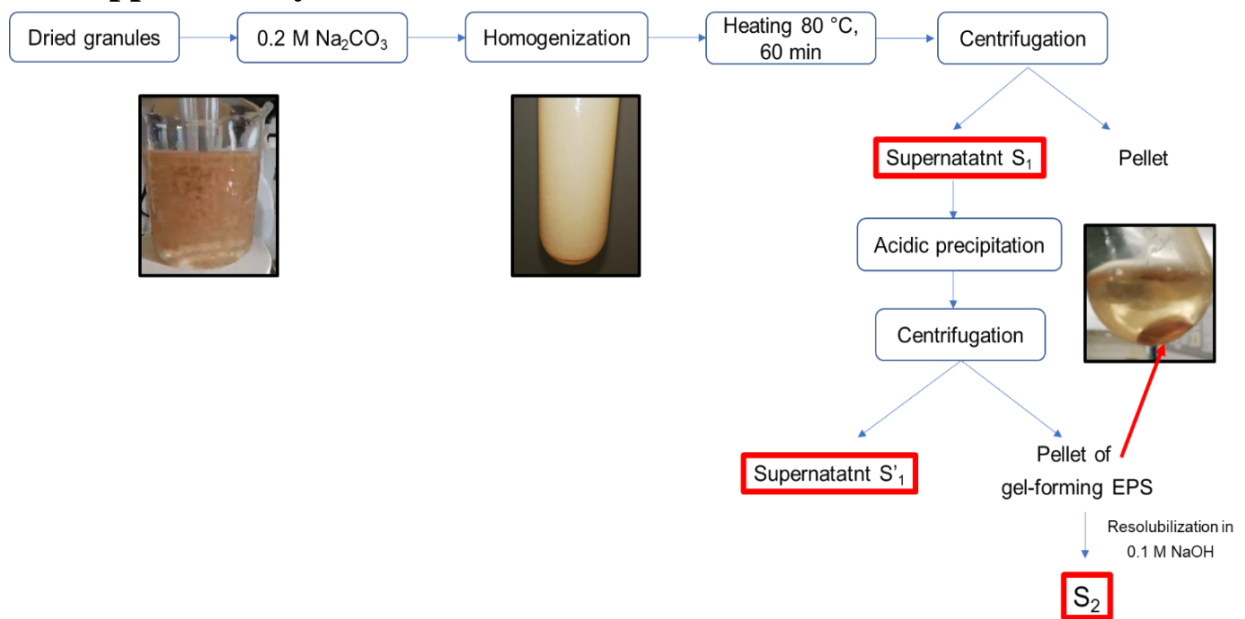 Dried granules
0.2 M Na₂CO₃
Homogenization
Heating 80 °C,
60 min
Centrifugation
Supernatatnt S₁
Pellet
Acidic precipitation
Centrifugation
Supernatatnt S'₁
Pellet of
gel-forming EPS
Resolubilization in
0.1 M NaOH
S₂